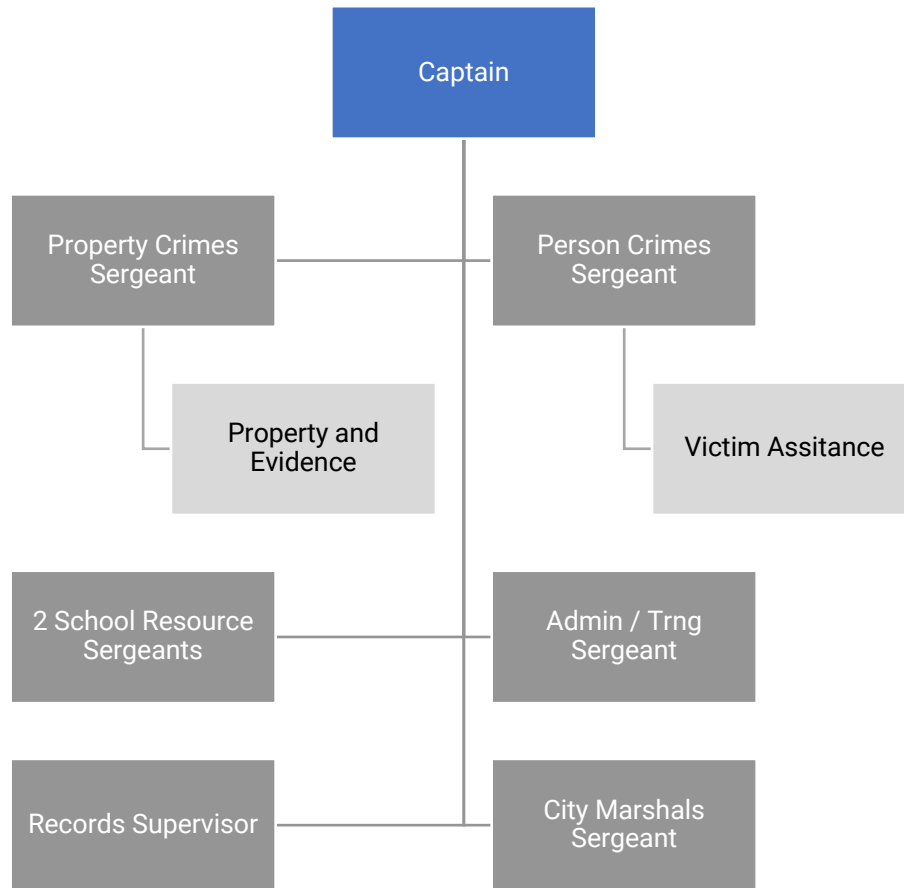 Captain
Property Crimes
Sergeant
Person Crimes
Sergeant
Property and
Evidence
Victim Assitance
2 School Resource
Sergeants
Admin / Trng
Sergeant
Records Supervisor
City Marshals
Sergeant